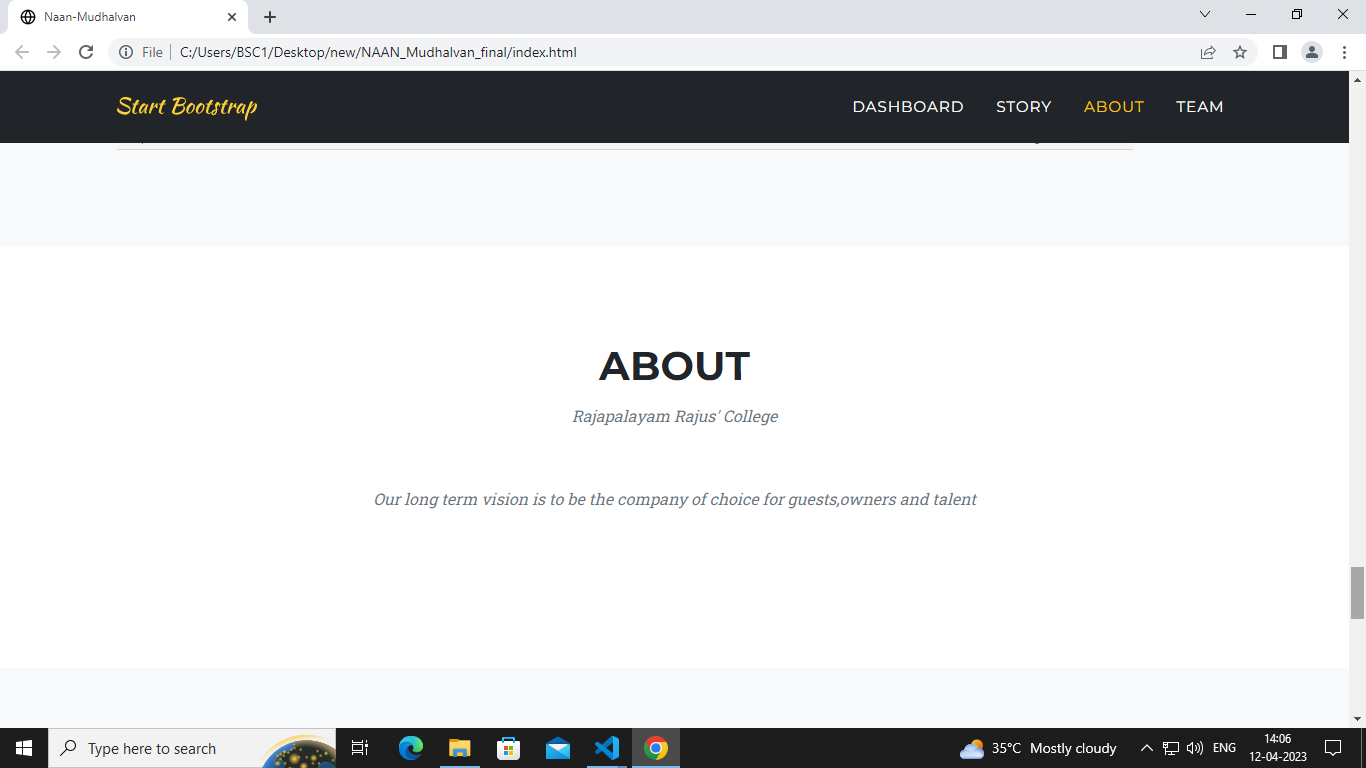 Naan-Mudhalvan
File C:/Users/BSC1/Desktop/new/NAAN_Mudhalvan_final/index.html
Start Bootstrap DASHBOARD STORY ABOUT TEAM
ABOUT
Rajapalayam Rajus' College
Our long term vision is to be the company of choice for guests,owners and talent
Type here to search 35°C Mostly cloudy ENG 14:06
12-04-2023